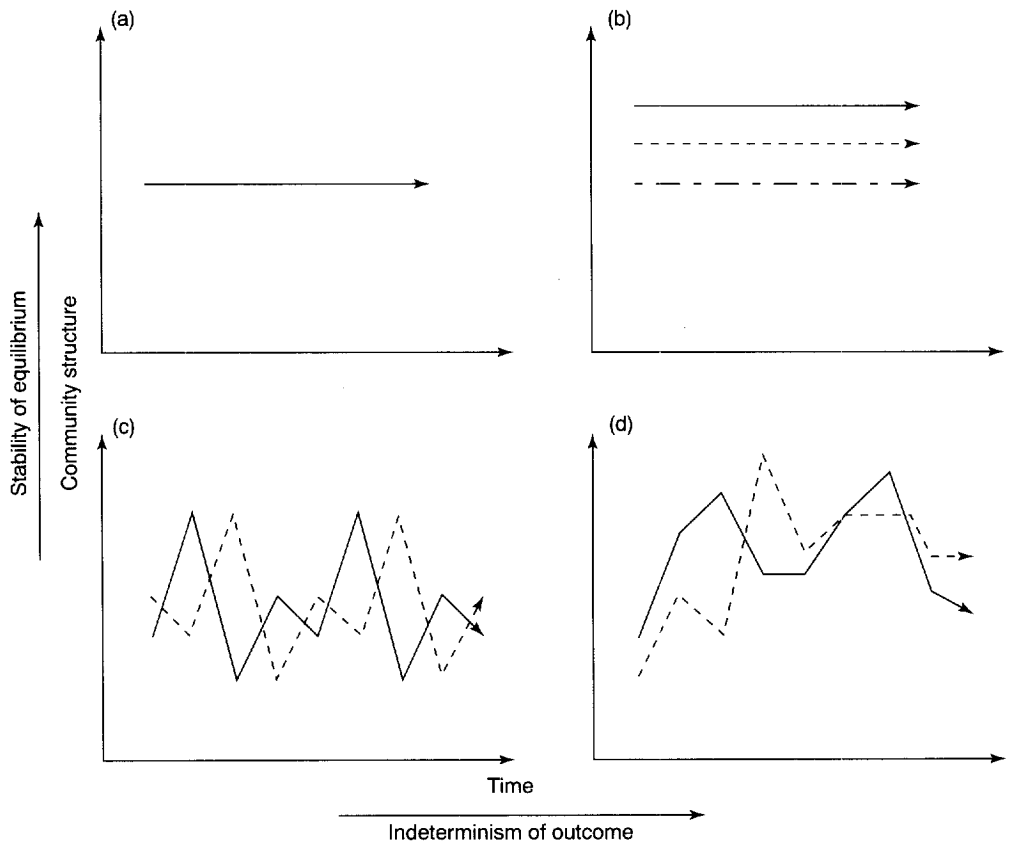 (a)
(b)
Stability of equilibrium
Community structure
(c)
(d)
Time
Indeterminism of outcome